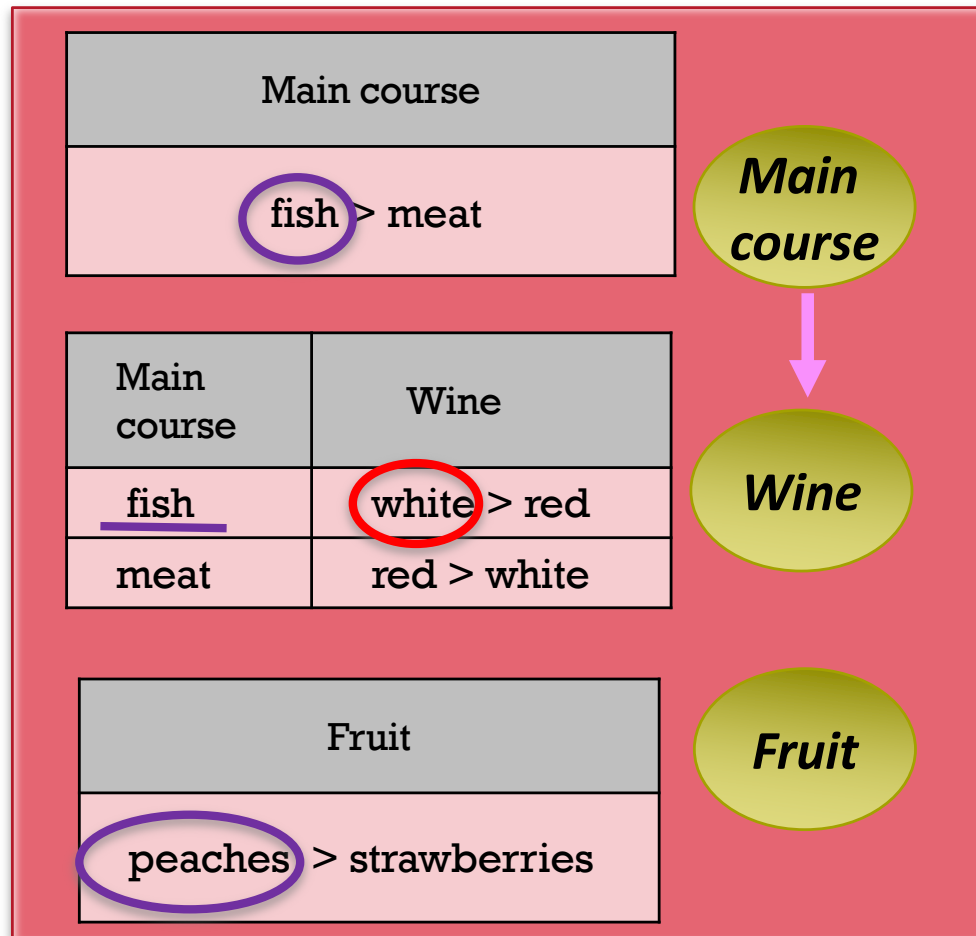 Main course
fish > meat
Main
course
Main
course
Wine
fish
white > red
meat
red > white
Wine
Fruit
peaches > strawberries
Fruit